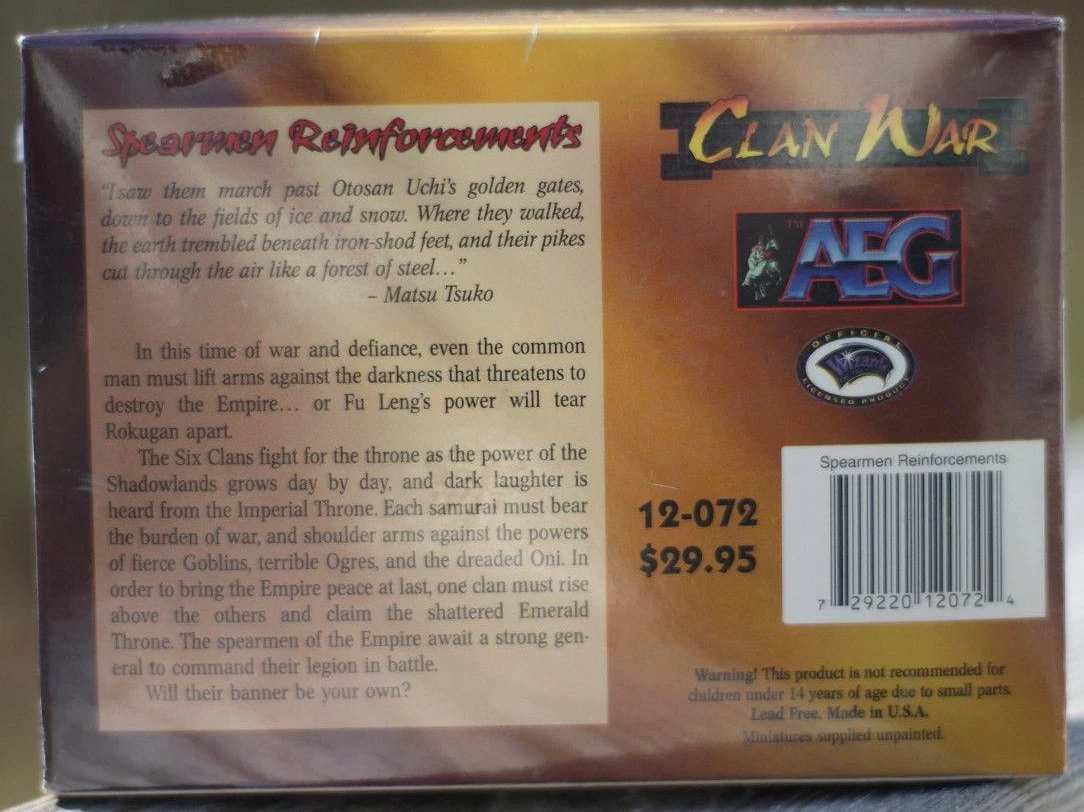 Spearmen Reinforcements
"I saw them march past Otosan Uchi's golden gates,
down to the fields of ice and snow. Where they walked,
the earth trembled beneath iron-shod feet, and their pikes
cut through the air like a forest of steel…"
– Matsu Tsuko
In this time of war and defiance, even the common
man must lift arms against the darkness that threatens to
destroy the Empire… or Fu Leng's power will tear
Rokugan apart.
The Six Clans fight for the throne as the power of the
Shadowlands grows day by day, and dark laughter is
heard from the Imperial Throne. Each samurai must bear
the burden of war, and shoulder arms against the powers
of fierce Goblins, terrible Ogres, and the dreaded Oni. In
order to bring the Empire peace at last, one clan must rise
above the others and claim the shattered Emerald
Throne. The spearmen of the Empire await a strong gen-
eral to command their legion in battle.
Will their banner be your own?
CLAN WAR
TM AEG
OFFICIAL
Wizards
LICENSED PRODUCT
12-072
$29.95
Spearmen Reinforcements
7 29220 12072 4
Warning! This product is not recommended for
children under 14 years of age due to small parts.
Lead Free. Made in U.S.A.
Miniatures supplied unpainted.